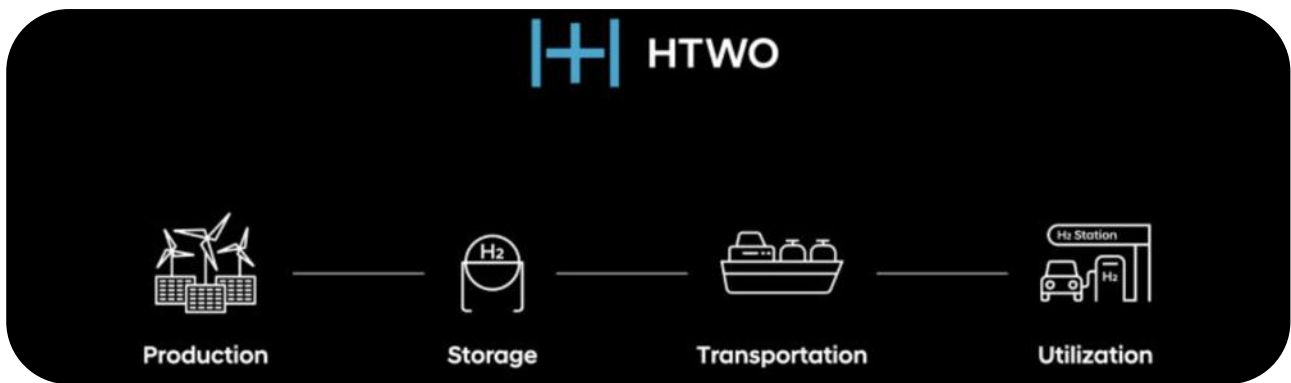 HTWO
H2
H2 Station
H2
Production
Storage
Transportation
Utilization